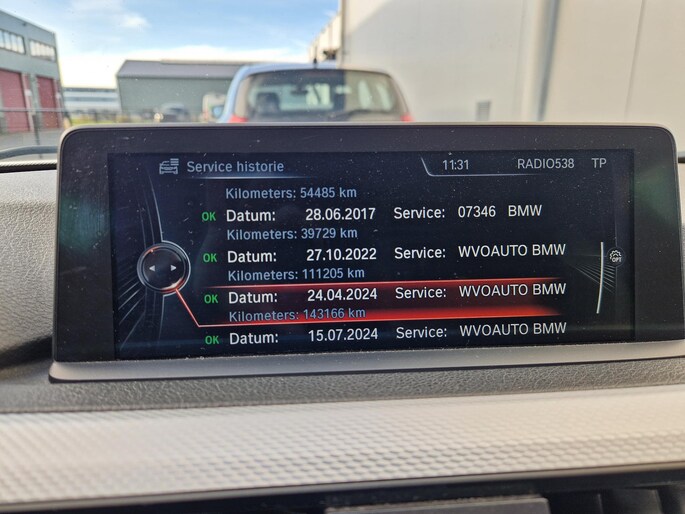 Service historie 11:31 RADIO538 TP
Kilometers: 54485 km
OK Datum: 28.06.2017 Service: 07346 BMW
Kilometers: 39729 km
OK Datum: 27.10.2022 Service: WVOAUTO BMW
Kilometers: 111205 km
OK Datum: 24.04.2024 Service: WVOAUTO BMW
Kilometers: 143166 km
OK Datum: 15.07.2024 Service: WVOAUTO BMW
OPT